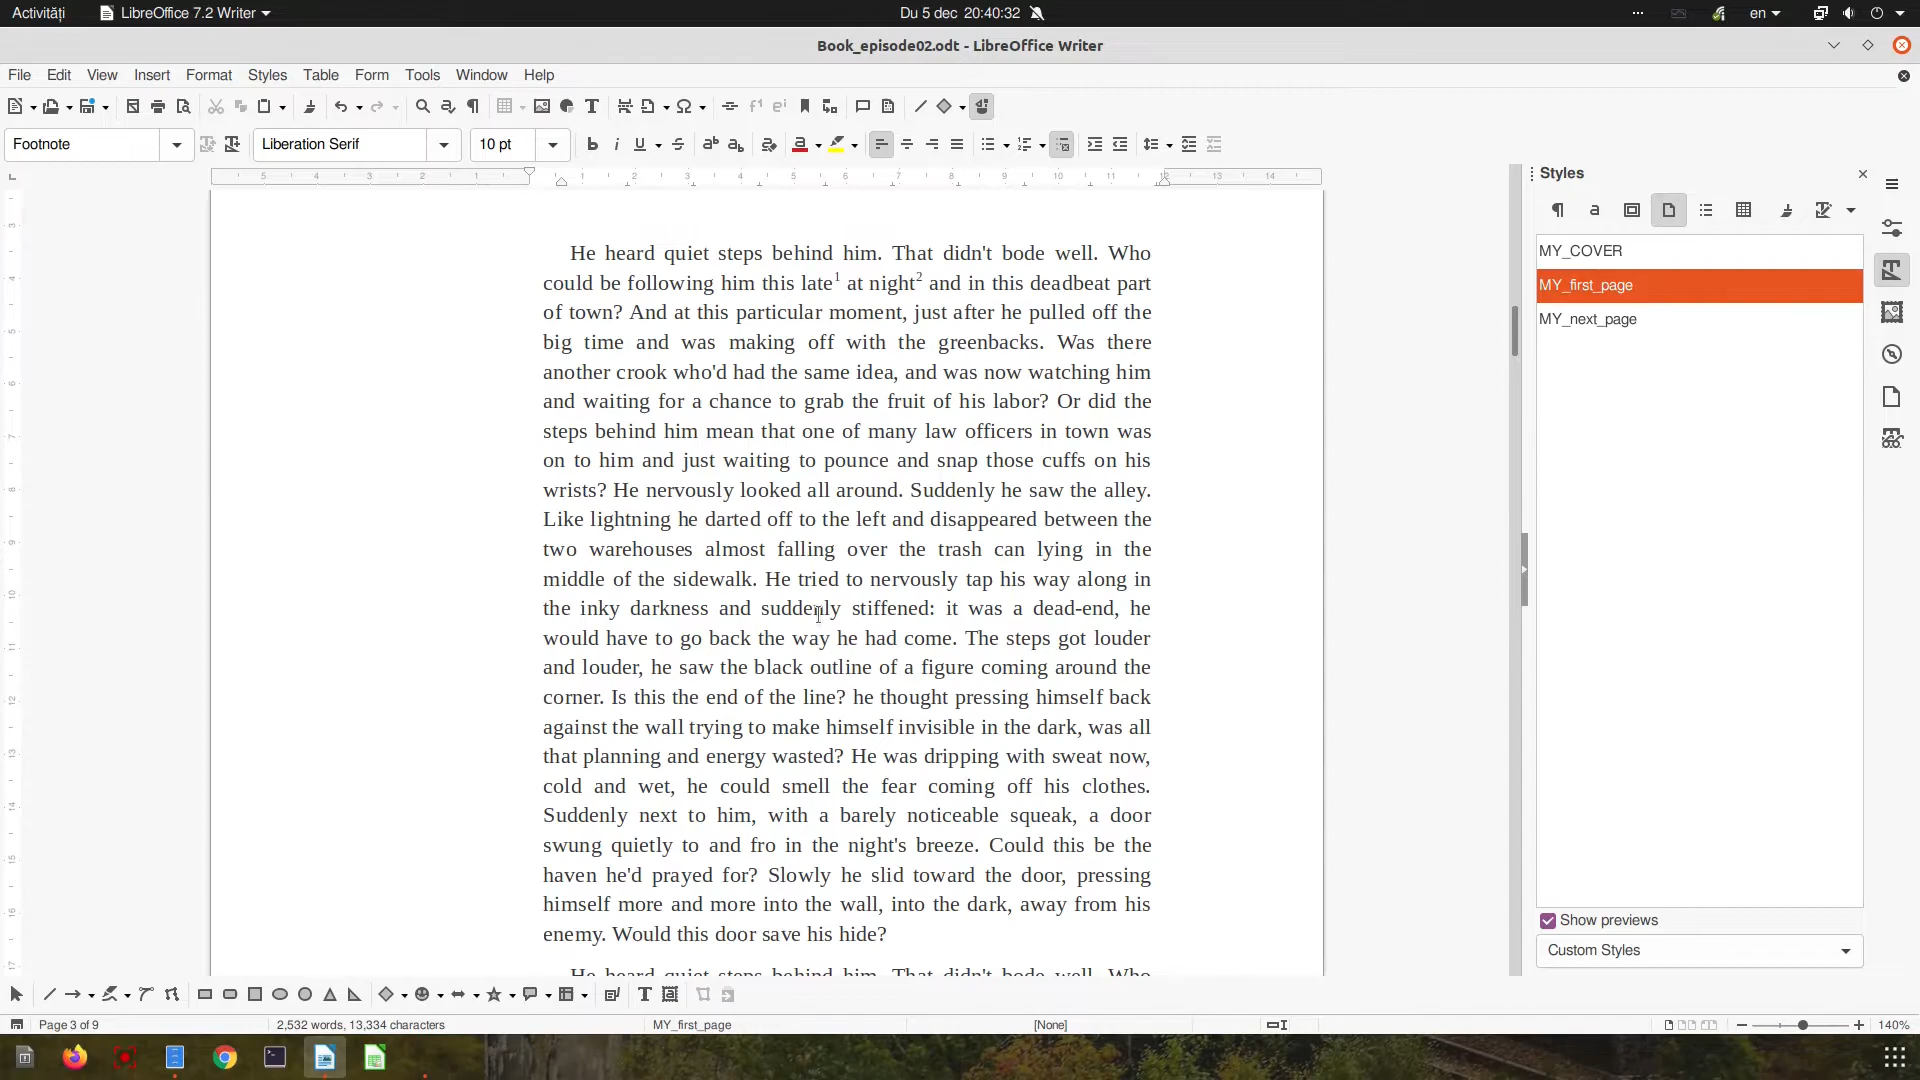 Activități
LibreOffice 7.2 Writer
Du 5 dec 20:40:32
en
Book_episode02.odt - LibreOffice Writer
File Edit View Insert Format Styles Table Form Tools Window Help
Footnote
Liberation Serif
10 pt
Styles
MY_COVER
MY_first_page
MY_next_page
He heard quiet steps behind him. That didn't bode well. Who
could be following him this late1 at night2 and in this deadbeat part
of town? And at this particular moment, just after he pulled off the
big time and was making off with the greenbacks. Was there
another crook who'd had the same idea, and was now watching him
and waiting for a chance to grab the fruit of his labor? Or did the
steps behind him mean that one of many law officers in town was
on to him and just waiting to pounce and snap those cuffs on his
wrists? He nervously looked all around. Suddenly he saw the alley.
Like lightning he darted off to the left and disappeared between the
two warehouses almost falling over the trash can lying in the
middle of the sidewalk. He tried to nervously tap his way along in
the inky darkness and suddenly stiffened: it was a dead-end, he
would have to go back the way he had come. The steps got louder
and louder, he saw the black outline of a figure coming around the
corner. Is this the end of the line? he thought pressing himself back
against the wall trying to make himself invisible in the dark, was all
that planning and energy wasted? He was dripping with sweat now,
cold and wet, he could smell the fear coming off his clothes.
Suddenly next to him, with a barely noticeable squeak, a door
swung quietly to and fro in the night's breeze. Could this be the
haven he'd prayed for? Slowly he slid toward the door, pressing
himself more and more into the wall, into the dark, away from his
enemy. Would this door save his hide?
He heard quiet steps behind him. That didn't bode well. Who
Show previews
Custom Styles
Page 3 of 9
2,532 words, 13,334 characters
MY_first_page
[None]
140%